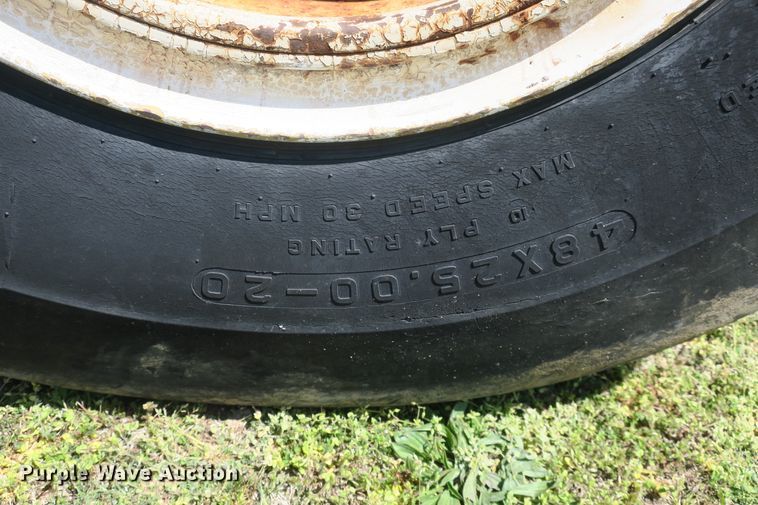 48X25.00-20
10 PLY RATING
MAX SPEED 30 MPH
Purple Wave Auction